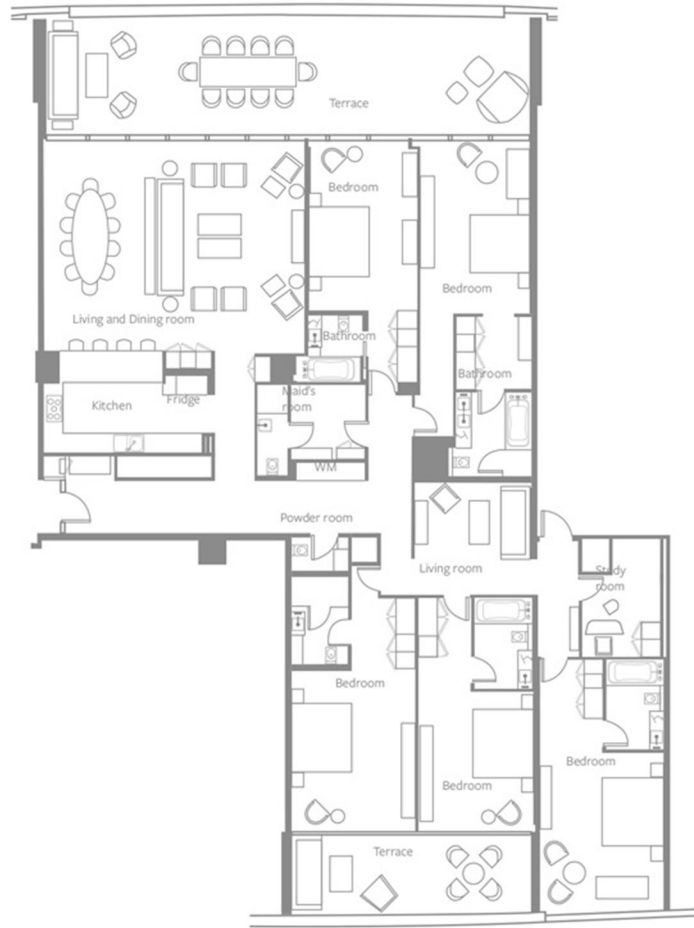 Terrace
Bedroom
Bedroom
Living and Dining room
Bathroom
Bathroom
Kitchen
Fridge
Maid's
room
WM
Powder room
Living room
Study
room
Bedroom
Bedroom
Bedroom
Terrace